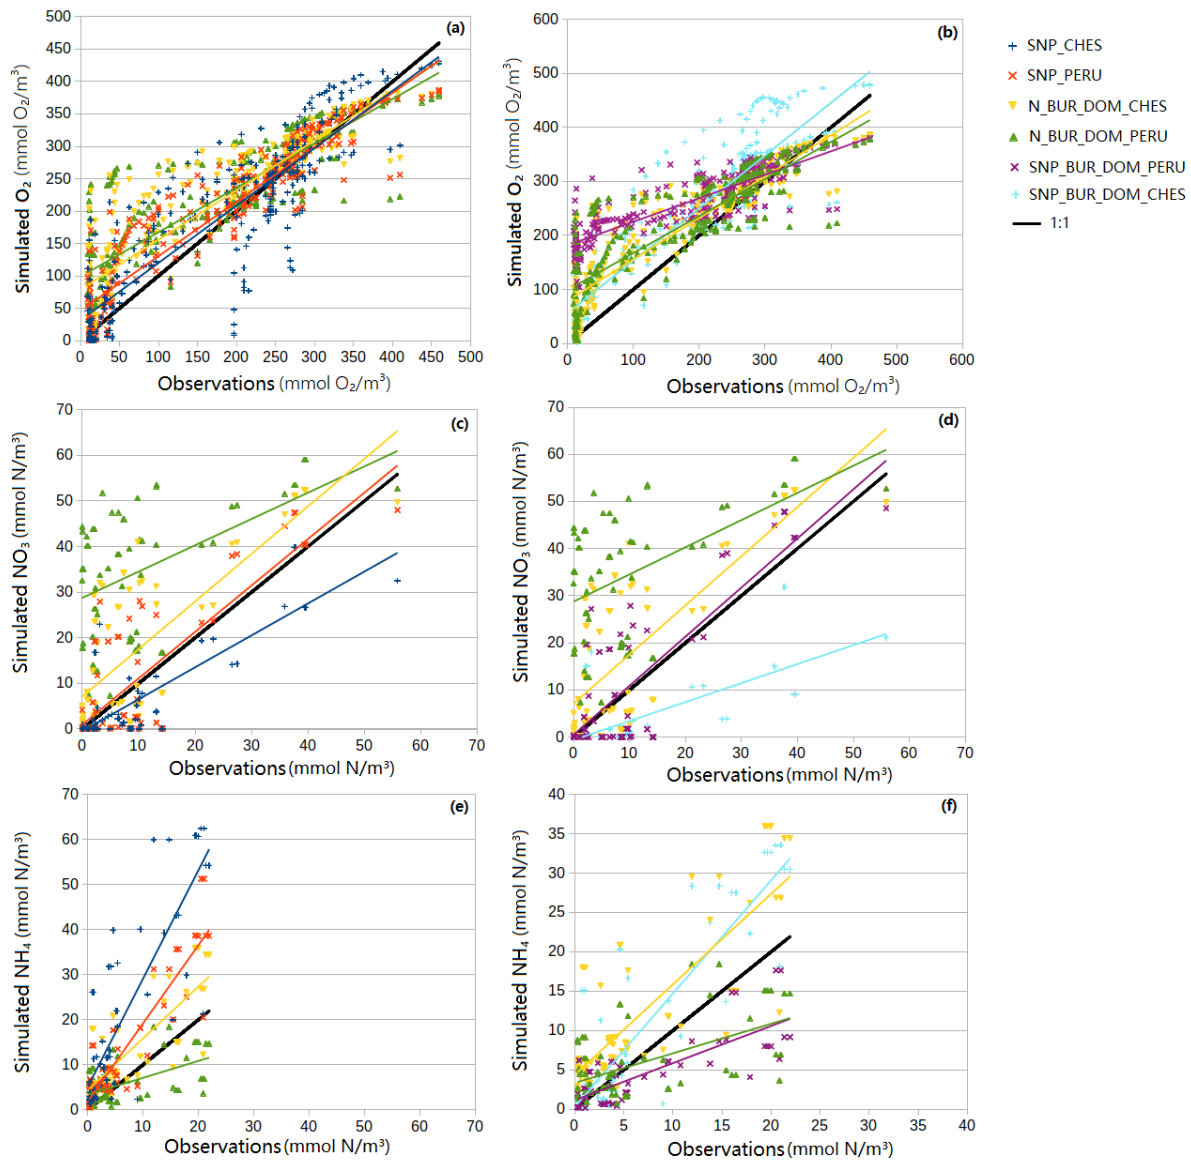 (a)
500
450
400
350
300
250
200
150
100
50
0
0 50 100 150 200 250 300 350 400 450 500
Simulated O₂ (mmol O₂/m³)
Observations (mmol O₂/m³)
(b)
600
500
400
300
200
100
0
0 100 200 300 400 500 600
Simulated O₂ (mmol O₂/m³)
Observations (mmol O₂/m³)
SNP_CHES
SNP_PERU
N_BUR_DOM_CHES
N_BUR_DOM_PERU
SNP_BUR_DOM_PERU
SNP_BUR_DOM_CHES
1:1
(c)
70
60
50
40
30
20
10
0
0 10 20 30 40 50 60 70
Simulated NO₃ (mmol N/m³)
Observations (mmol N/m³)
(d)
70
60
50
40
30
20
10
0
0 10 20 30 40 50 60 70
Simulated NO₃ (mmol N/m³)
Observations (mmol N/m³)
(e)
70
60
50
40
30
20
10
0
0 10 20 30 40 50 60 70
Simulated NH₄ (mmol N/m³)
Observations (mmol N/m³)
(f)
40
35
30
25
20
15
10
5
0
0 5 10 15 20 25 30 35 40
Simulated NH₄ (mmol N/m³)
Observations (mmol N/m³)